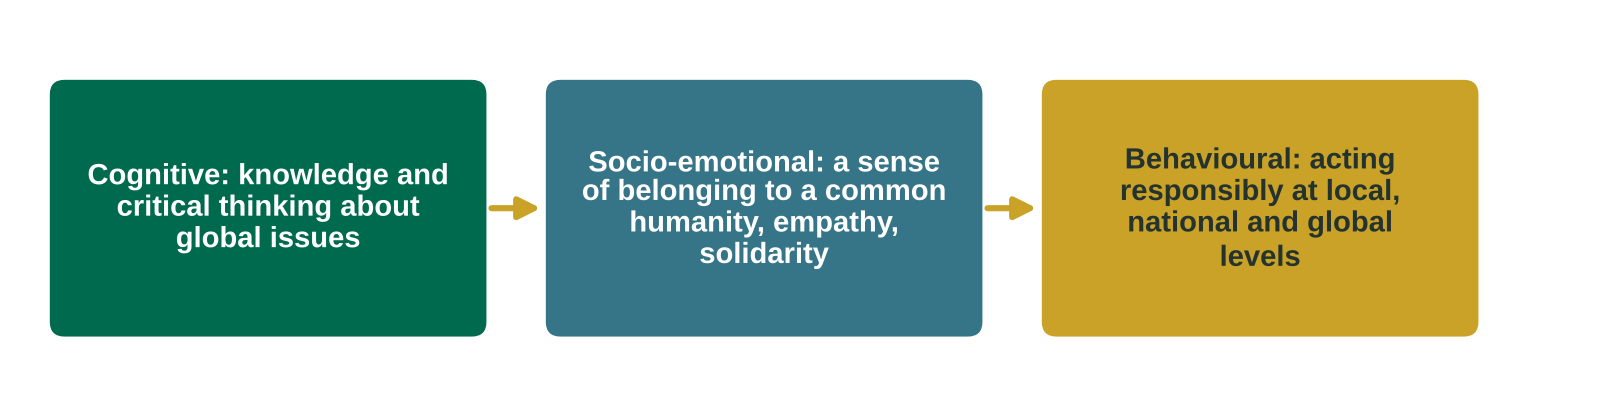 Cognitive: knowledge and
critical thinking about
global issues
Socio-emotional: a sense
of belonging to a common
humanity, empathy,
solidarity
Behavioural: acting
responsibly at local,
national and global
levels